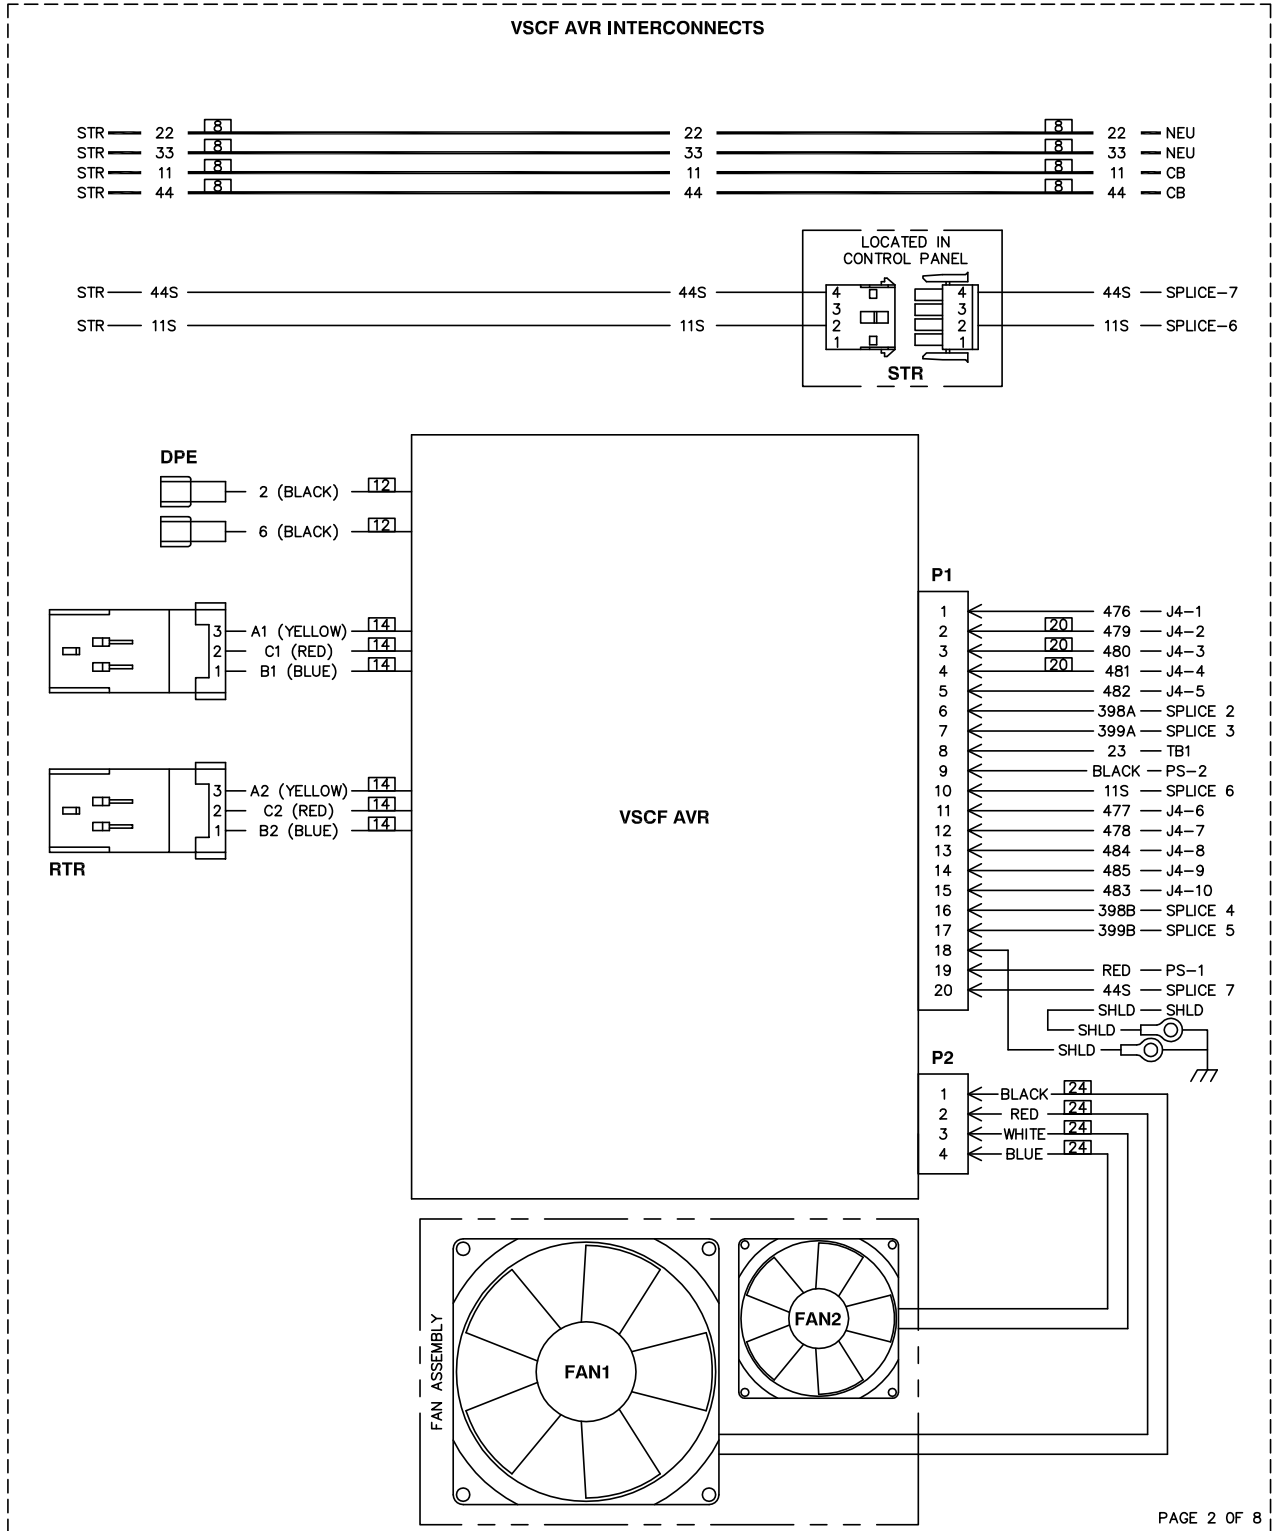 VSCF AVR INTERCONNECTS
STR 22 8 22 8 22 NEU
STR 33 8 33 8 33 NEU
STR 11 8 11 8 11 CB
STR 44 8 44 8 44 CB
LOCATED IN
CONTROL PANEL
STR 44S 44S 4 4 44S SPLICE-7
3 3
STR 11S 11S 2 2 11S SPLICE-6
1 1
STR
DPE
2 (BLACK) 12
6 (BLACK) 12
3 A1 (YELLOW) 14
2 C1 (RED) 14
1 B1 (BLUE) 14
3 A2 (YELLOW) 14
2 C2 (RED) 14
1 B2 (BLUE) 14
RTR
VSCF AVR
P1
1 476 J4-1
2 20 479 J4-2
3 20 480 J4-3
4 20 481 J4-4
5 482 J4-5
6 398A SPLICE 2
7 399A SPLICE 3
8 23 TB1
9 BLACK PS-2
10 11S SPLICE 6
11 477 J4-6
12 478 J4-7
13 484 J4-8
14 485 J4-9
15 483 J4-10
16 398B SPLICE 4
17 399B SPLICE 5
18
19 RED PS-1
20 44S SPLICE 7
SHLD SHLD
SHLD
SHLD
P2
1 BLACK 24
2 RED 24
3 WHITE 24
4 BLUE 24
FAN ASSEMBLY
FAN1
FAN2
PAGE 2 OF 8